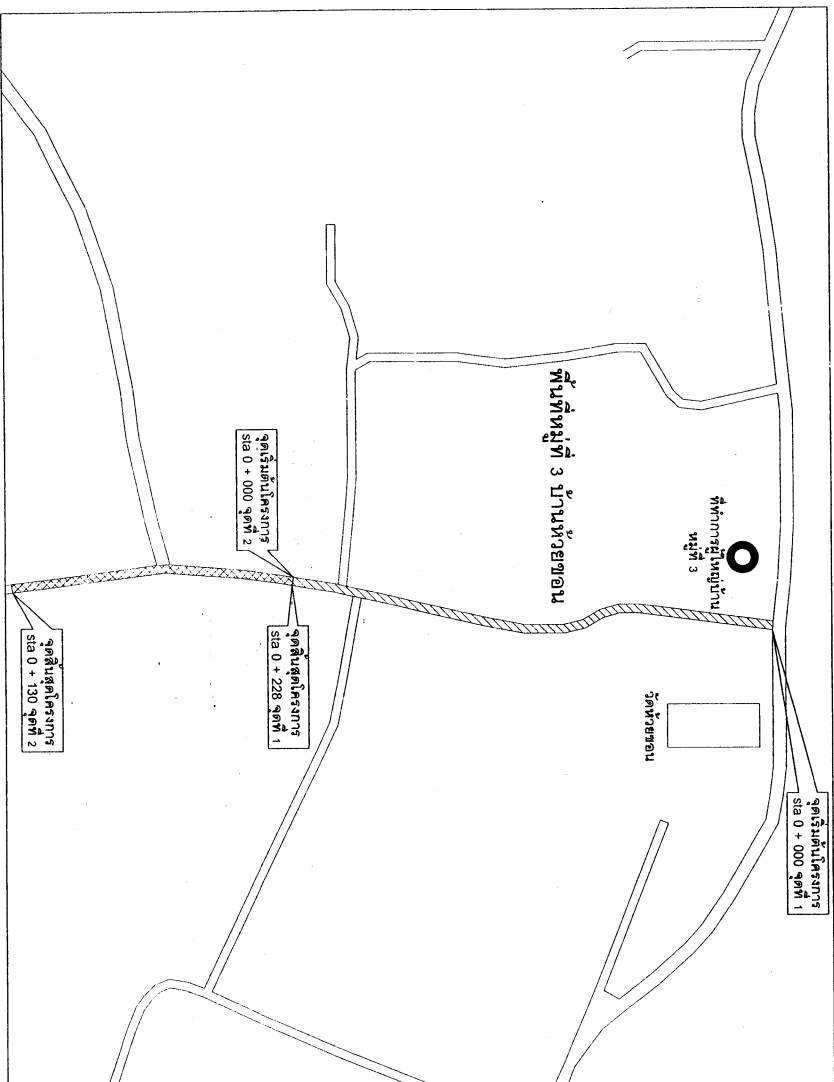 จุดเริ่มต้นโครงการ
sta 0 + 000 จุดที่ 1
ที่ทำการผู้ใหญ่บ้าน
หมู่ที่ 3
วัดห้วยขอน
พื้นที่หมู่ที่ 3 บ้านห้วยขอน
จุดเริ่มต้นโครงการ
sta 0 + 000 จุดที่ 2
จุดสิ้นสุดโครงการ
sta 0 + 228 จุดที่ 1
จุดสิ้นสุดโครงการ
sta 0 + 130 จุดที่ 2